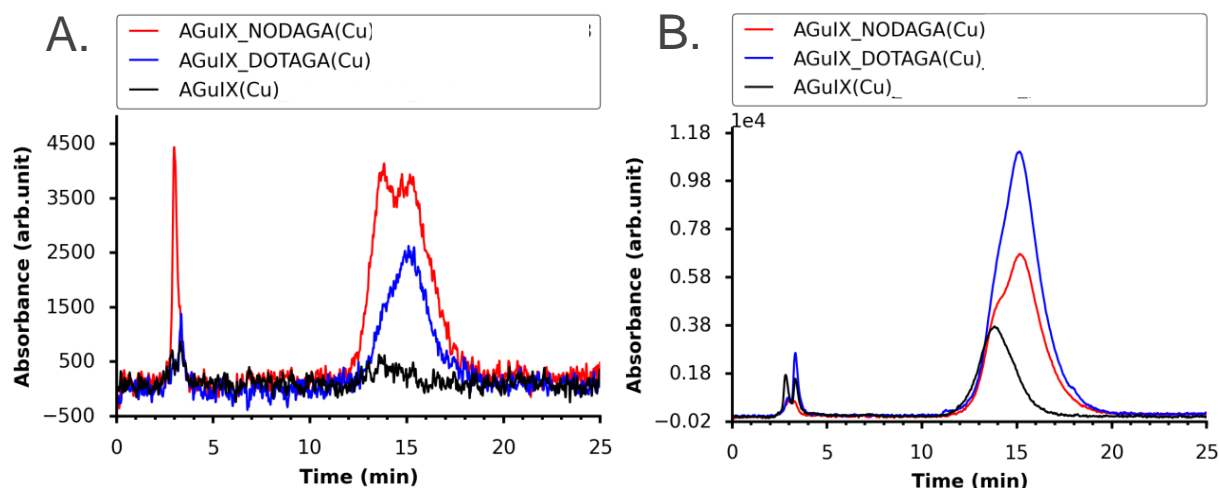 A.
AGuIX_NODAGA(Cu)
AGuIX_DOTAGA(Cu)
AGuIX(Cu)
4500
3500
2500
1500
500
−500
Absorbance (arb.unit)
0 5 10 15 20 25
Time (min)
B.
AGuIX_NODAGA(Cu)
AGuIX_DOTAGA(Cu)
AGuIX(Cu)_
1e4
1.18
0.98
0.78
0.58
0.38
0.18
−0.02
Absorbance (arb.unit)
0 5 10 15 20 25
Time (min)